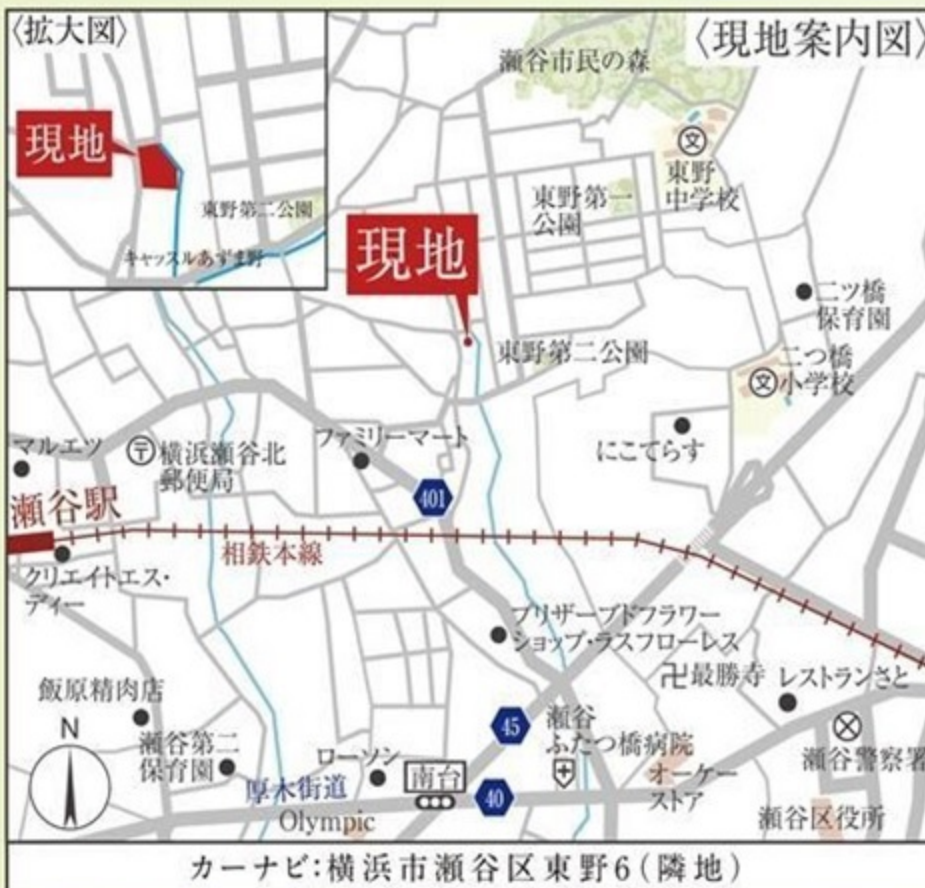 〈拡大図〉
現地
東野第二公園
キャッスルあずま野
〈現地案内図〉
瀬谷市民の森
文
東野
中学校
東野第一
公園
現地
二ツ橋
保育園
東野第二公園
二つ橋
小学校
文
マルエツ
〒
横浜瀬谷北
郵便局
ファミリーマート
にこてらす
401
瀬谷駅
相鉄本線
クリエイトエス・
ディー
プリザーブドフラワー
ショップ・ラスフローレス
卍最勝寺
レストランさと
飯原精肉店
N
瀬谷第二
保育園
45
瀬谷
ふたつ橋病院
瀬谷警察署
ローソン
南台
厚木街道
40
オーケー
ストア
Olympic
瀬谷区役所
カーナビ:横浜市瀬谷区東野6(隣地)